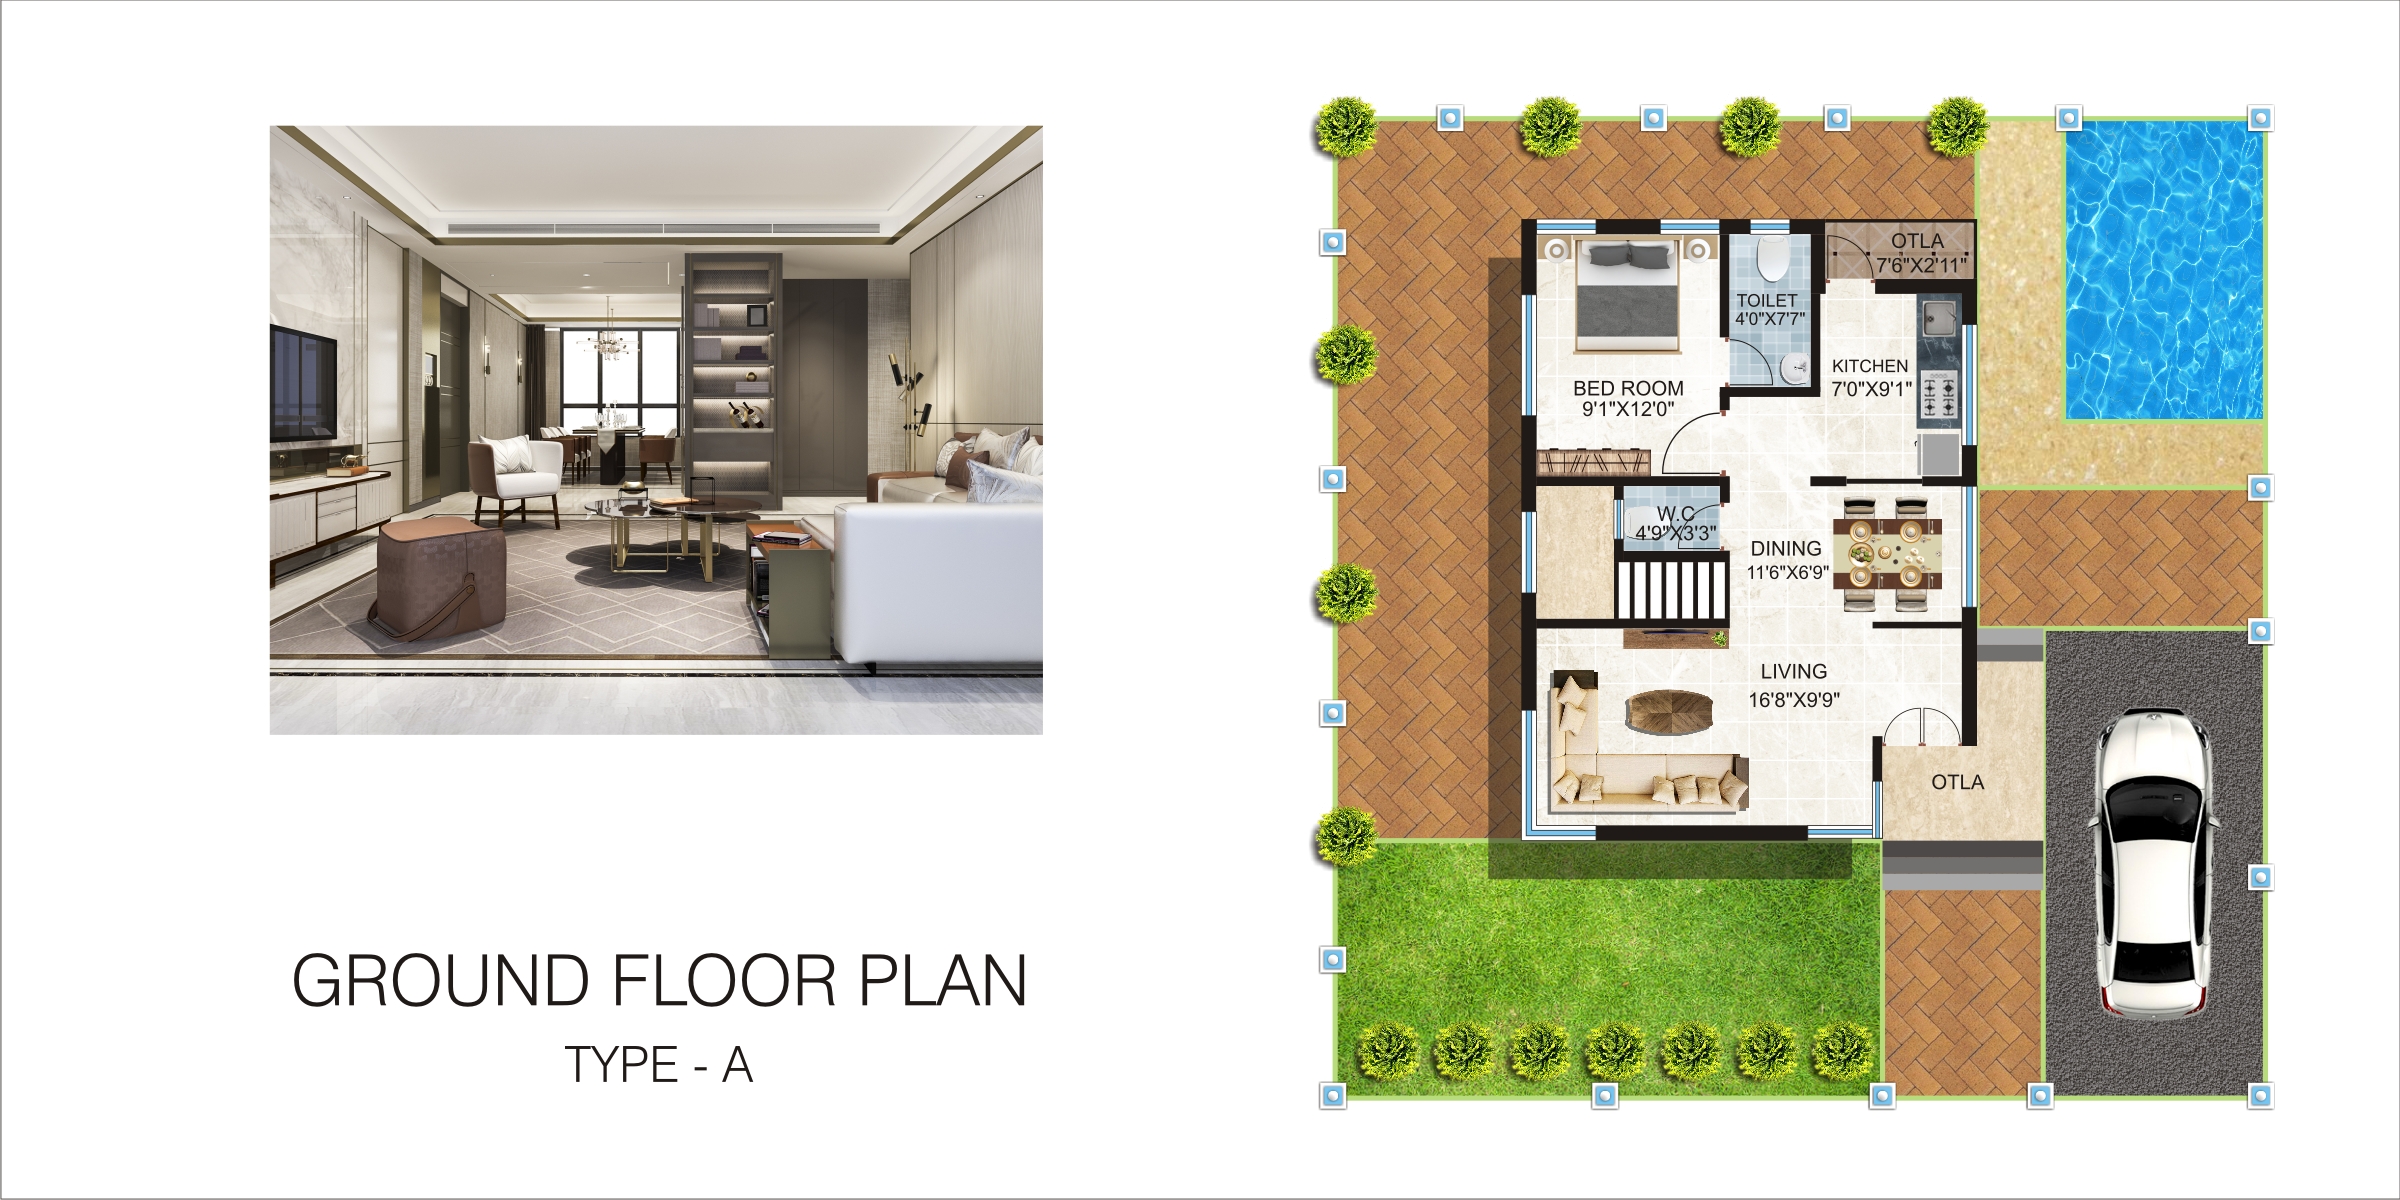 GROUND FLOOR PLAN
TYPE - A
OTLA
7'6"X2'11"
TOILET
4'0"X7'7"
KITCHEN
7'0"X9'1"
BED ROOM
9'1"X12'0"
W.C
4'9"X3'3"
DINING
11'6"X6'9"
LIVING
16'8"X9'9"
OTLA